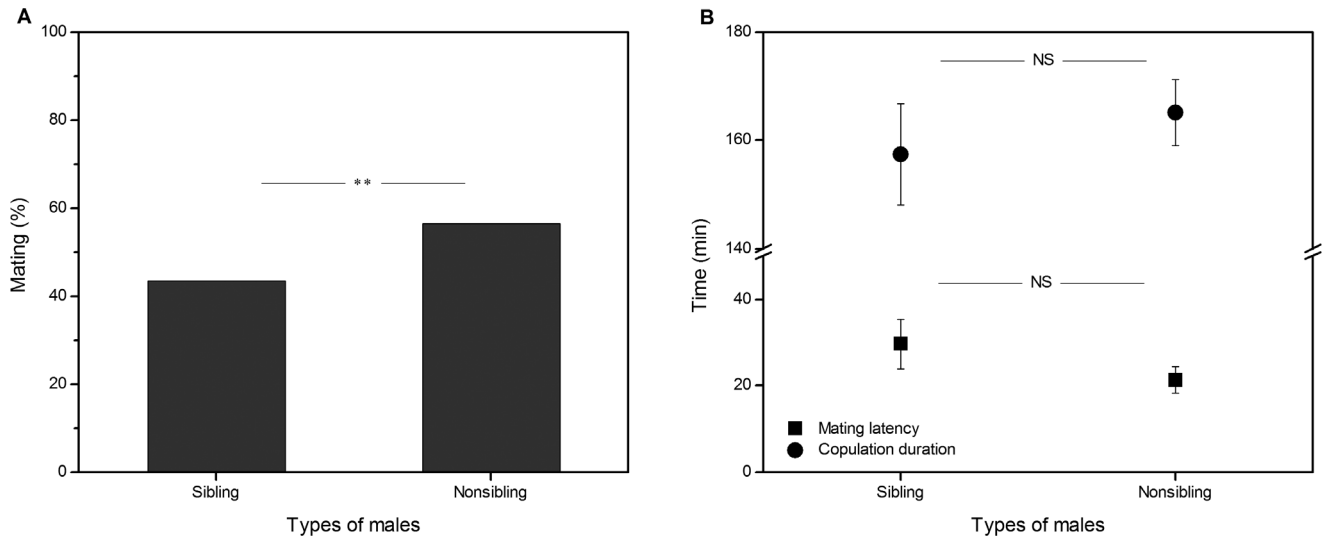 A
100
80
60
40
20
0
Mating (%)
**
Sibling
Nonsibling
Types of males
B
180
160
140
40
20
0
Time (min)
NS
NS
Mating latency
Copulation duration
Sibling
Nonsibling
Types of males